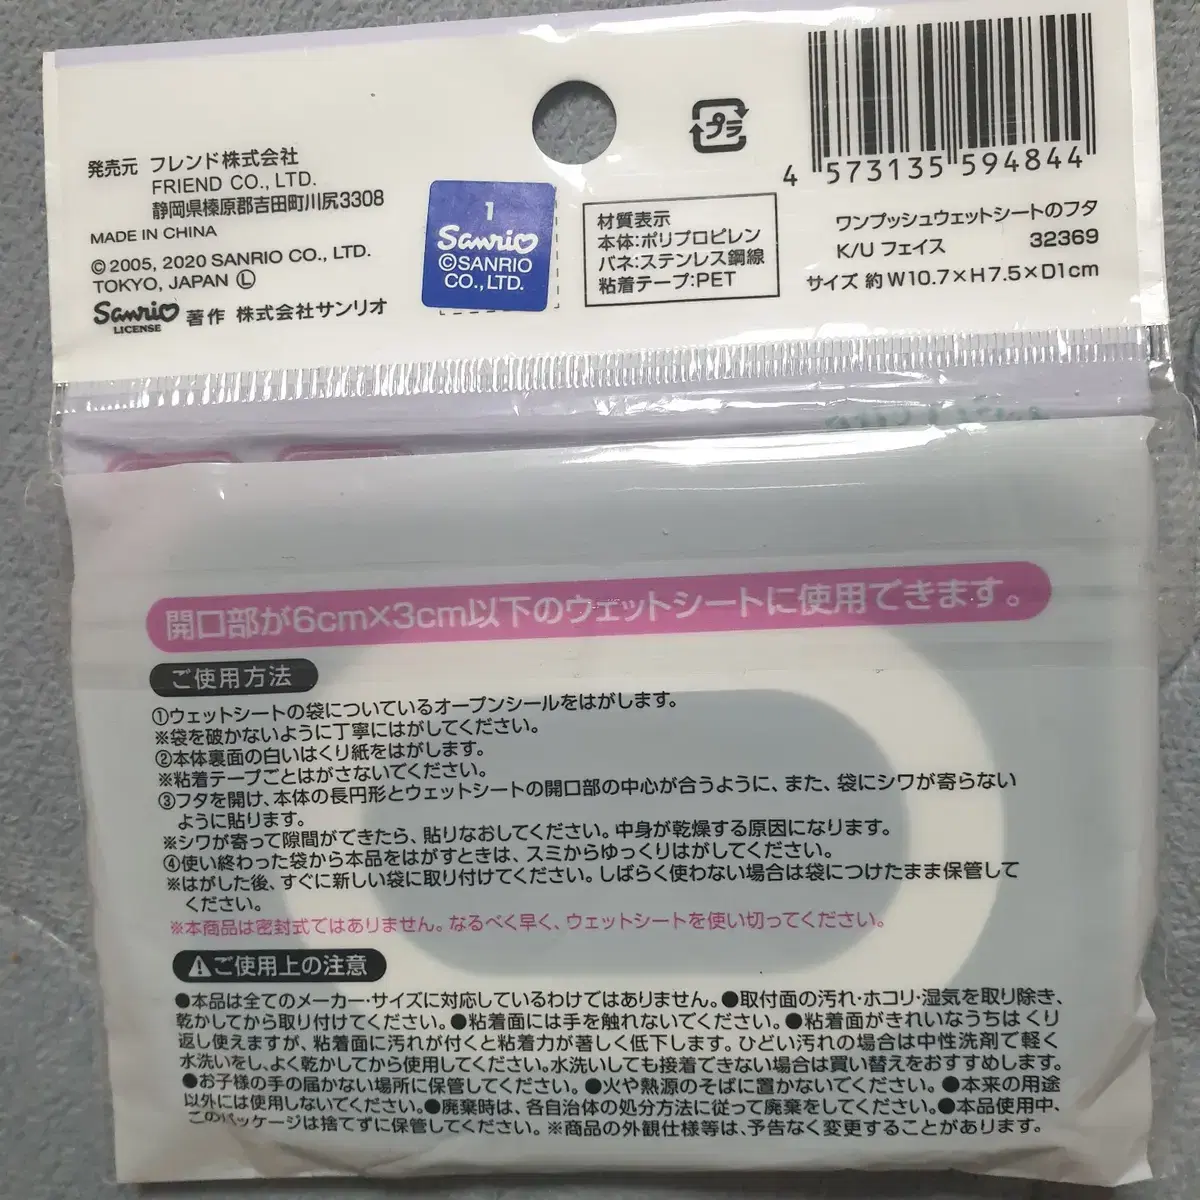 発売元 フレンド株式会社
FRIEND CO., LTD.
静岡県榛原郡吉田町川尻3308
MADE IN CHINA
©2005, 2020 SANRIO CO., LTD.
TOKYO, JAPAN Ⓛ
Sanrio
LICENSE
著作 株式会社サンリオ
1
Sanrio
©SANRIO
CO., LTD.
プラ
材質表示
本体:ポリプロピレン
バネ:ステンレス鋼線
粘着テープ:PET
4 573135 594844
ワンプッシュウェットシートのフタ
K/U フェイス 32369
サイズ 約 W10.7×H7.5×D1cm
開口部が6cm×3cm以下のウェットシートに使用できます。
ご使用方法
①ウェットシートの袋についているオープンシールをはがします。
※袋を破かないように丁寧にはがしてください。
②本体裏面の白いはくり紙をはがします。
※粘着テープごとはがさないでください。
③フタを開け、本体の長円形とウェットシートの開口部の中心が合うように、また、袋にシワが寄らない
ように貼ります。
※シワが寄って隙間ができたら、貼りなおしてください。中身が乾燥する原因になります。
④使い終わった袋から本品をはがすときは、スミからゆっくりはがしてください。
※はがした後、すぐに新しい袋に取り付けてください。しばらく使わない場合は袋につけたまま保管して
ください。
※本商品は密封式ではありません。なるべく早く、ウェットシートを使い切ってください。
⚠ご使用上の注意
●本品は全てのメーカー・サイズに対応しているわけではありません。●取付面の汚れ・ホコリ・湿気を取り除き、
乾かしてから取り付けてください。●粘着面には手を触れないでください。●粘着面がきれいなうちはくり
返し使えますが、粘着面に汚れが付くと粘着力が著しく低下します。ひどい汚れの場合は中性洗剤で軽く
水洗いをし、よく乾かしてから使用してください。水洗いしても接着できない場合は買い替えをおすすめします。
●お子様の手の届かない場所に保管してください。●火や熱源のそばに置かないでください。●本来の用途
以外には使用しないでください。●廃棄時は、各自治体の処分方法に従って廃棄をしてください。●本品使用中、
このパッケージは捨てずに保管してください。※商品の外観仕様等は、予告なく変更することがあります。